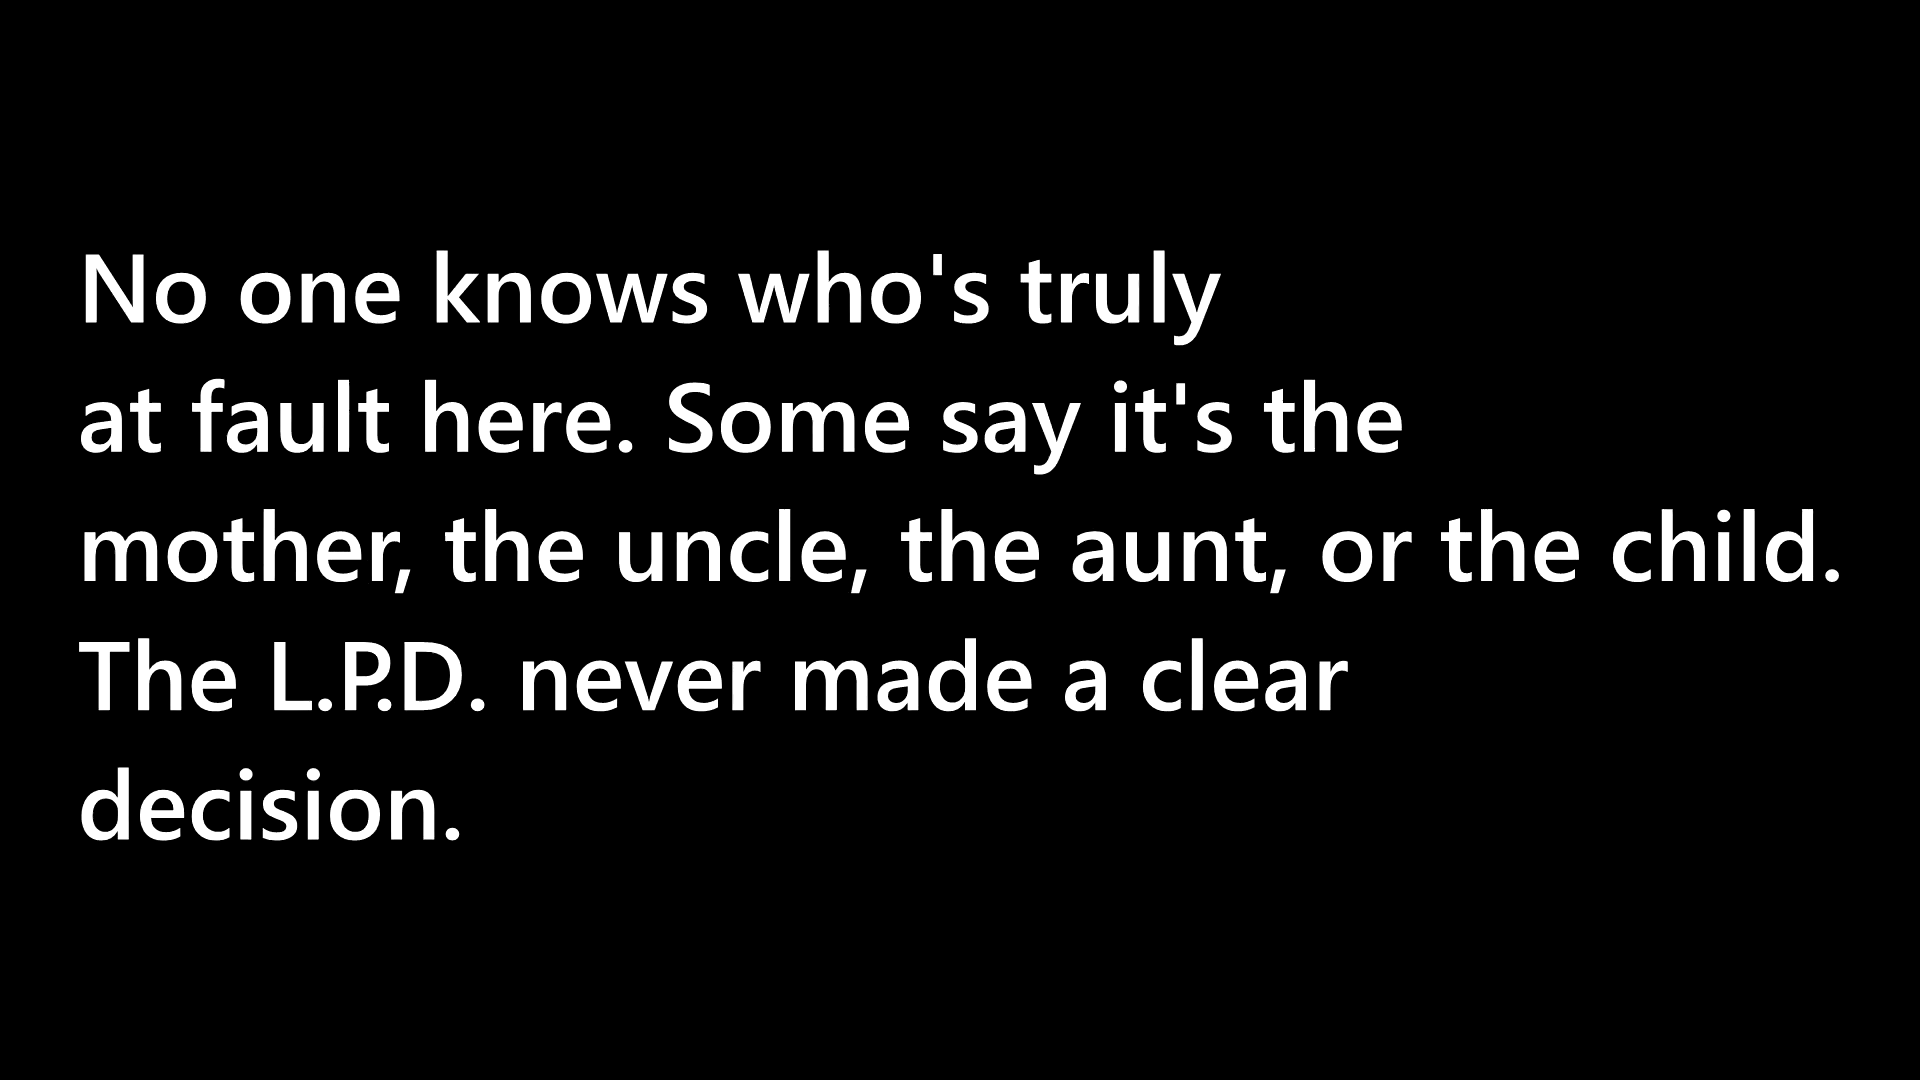 No one knows who's truly
at fault here. Some say it's the
mother, the uncle, the aunt, or the child.
The L.P.D. never made a clear
decision.